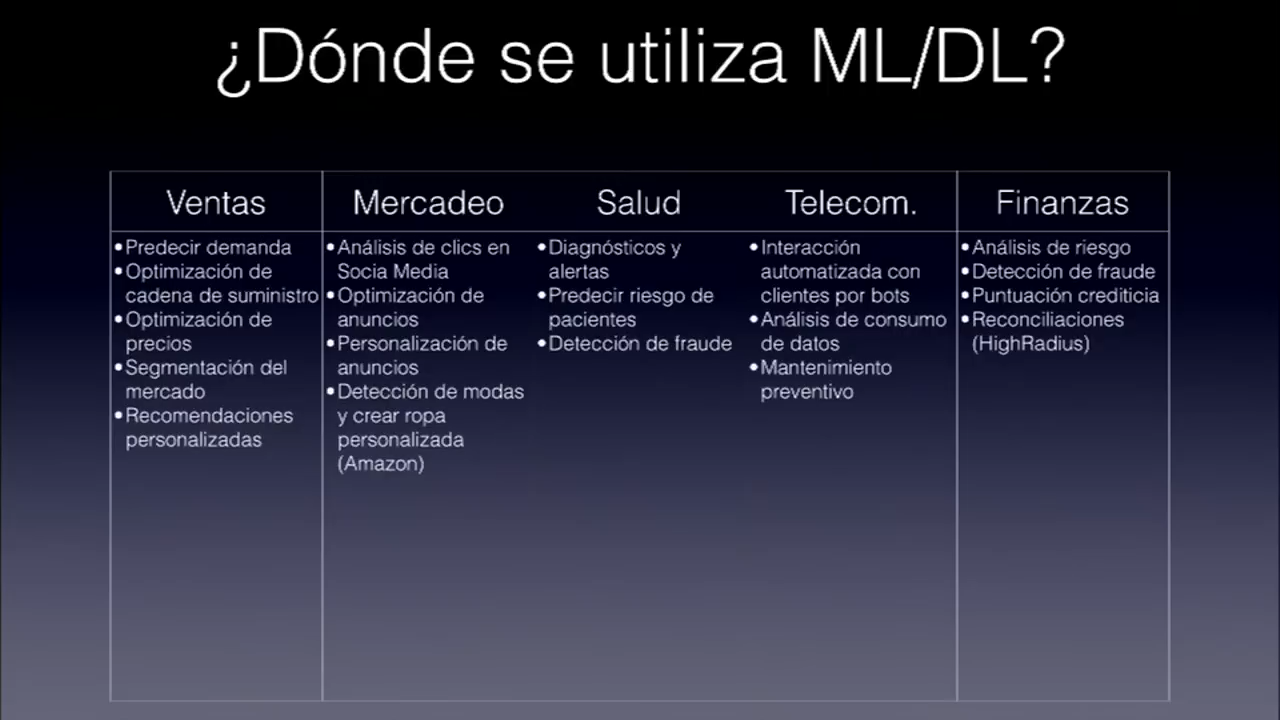 ¿Dónde se utiliza ML/DL?
Ventas
•Predecir demanda
•Optimización de
cadena de suministro
•Optimización de
precios
•Segmentación del
mercado
•Recomendaciones
personalizadas
Mercadeo
•Análisis de clics en
Socia Media
•Optimización de
anuncios
•Personalización de
anuncios
•Detección de modas
y crear ropa
personalizada
(Amazon)
Salud
•Diagnósticos y
alertas
•Predecir riesgo de
pacientes
•Detección de fraude
Telecom.
•Interacción
automatizada con
clientes por bots
•Análisis de consumo
de datos
•Mantenimiento
preventivo
Finanzas
•Análisis de riesgo
•Detección de fraude
•Puntuación crediticia
•Reconciliaciones
(HighRadius)